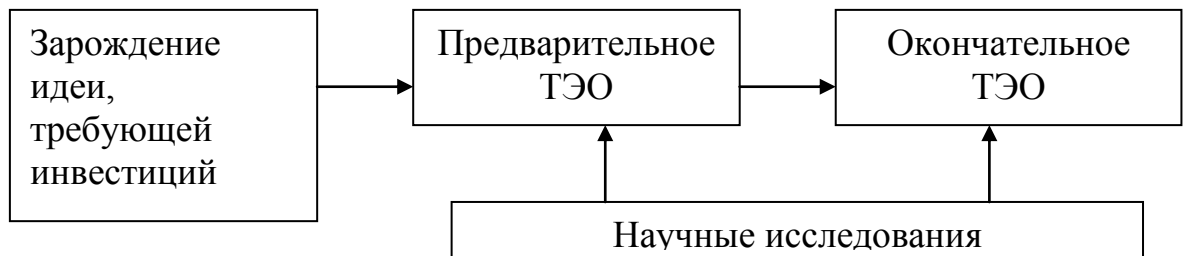 Зарождение
идеи,
требующей
инвестиций
Предварительное
ТЭО
Окончательное
ТЭО
Научные исследования